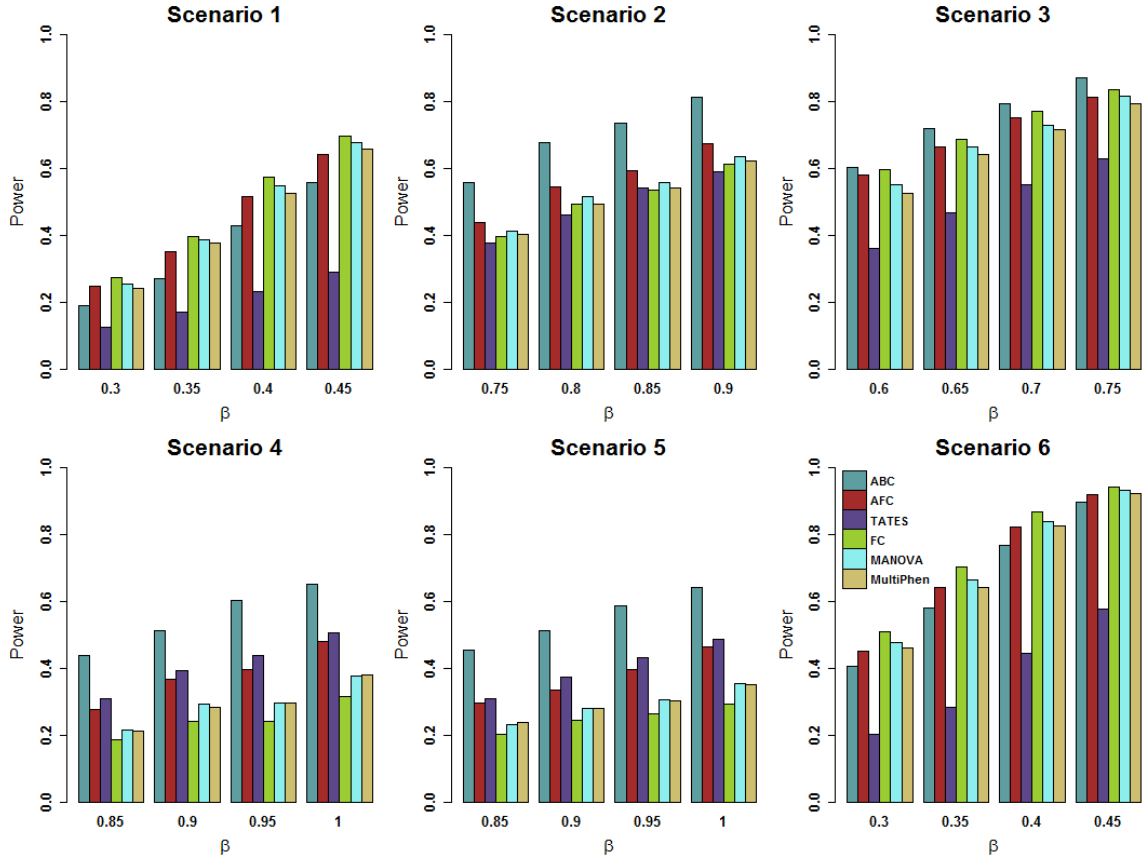 Scenario 1
Scenario 2
Scenario 3
Power
0.0 0.2 0.4 0.6 0.8 1.0
0.3 0.35 0.4 0.45
β
Power
0.0 0.2 0.4 0.6 0.8 1.0
0.75 0.8 0.85 0.9
β
Power
0.0 0.2 0.4 0.6 0.8 1.0
0.6 0.65 0.7 0.75
β
Scenario 4
Scenario 5
Scenario 6
Power
0.0 0.2 0.4 0.6 0.8 1.0
0.85 0.9 0.95 1
β
Power
0.0 0.2 0.4 0.6 0.8 1.0
0.85 0.9 0.95 1
β
Power
0.0 0.2 0.4 0.6 0.8 1.0
ABC
AFC
TATES
FC
MANOVA
MultiPhen
0.3 0.35 0.4 0.45
β